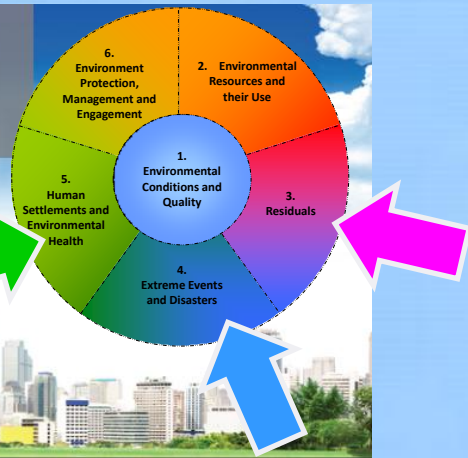 6.
Environment
Protection,
Management and
Engagement
2. Environmental
Resources and
their Use
1.
Environmental
Conditions and
Quality
3.
Residuals
5.
Human
Settlements and
Environmental
Health
4.
Extreme Events
and Disasters